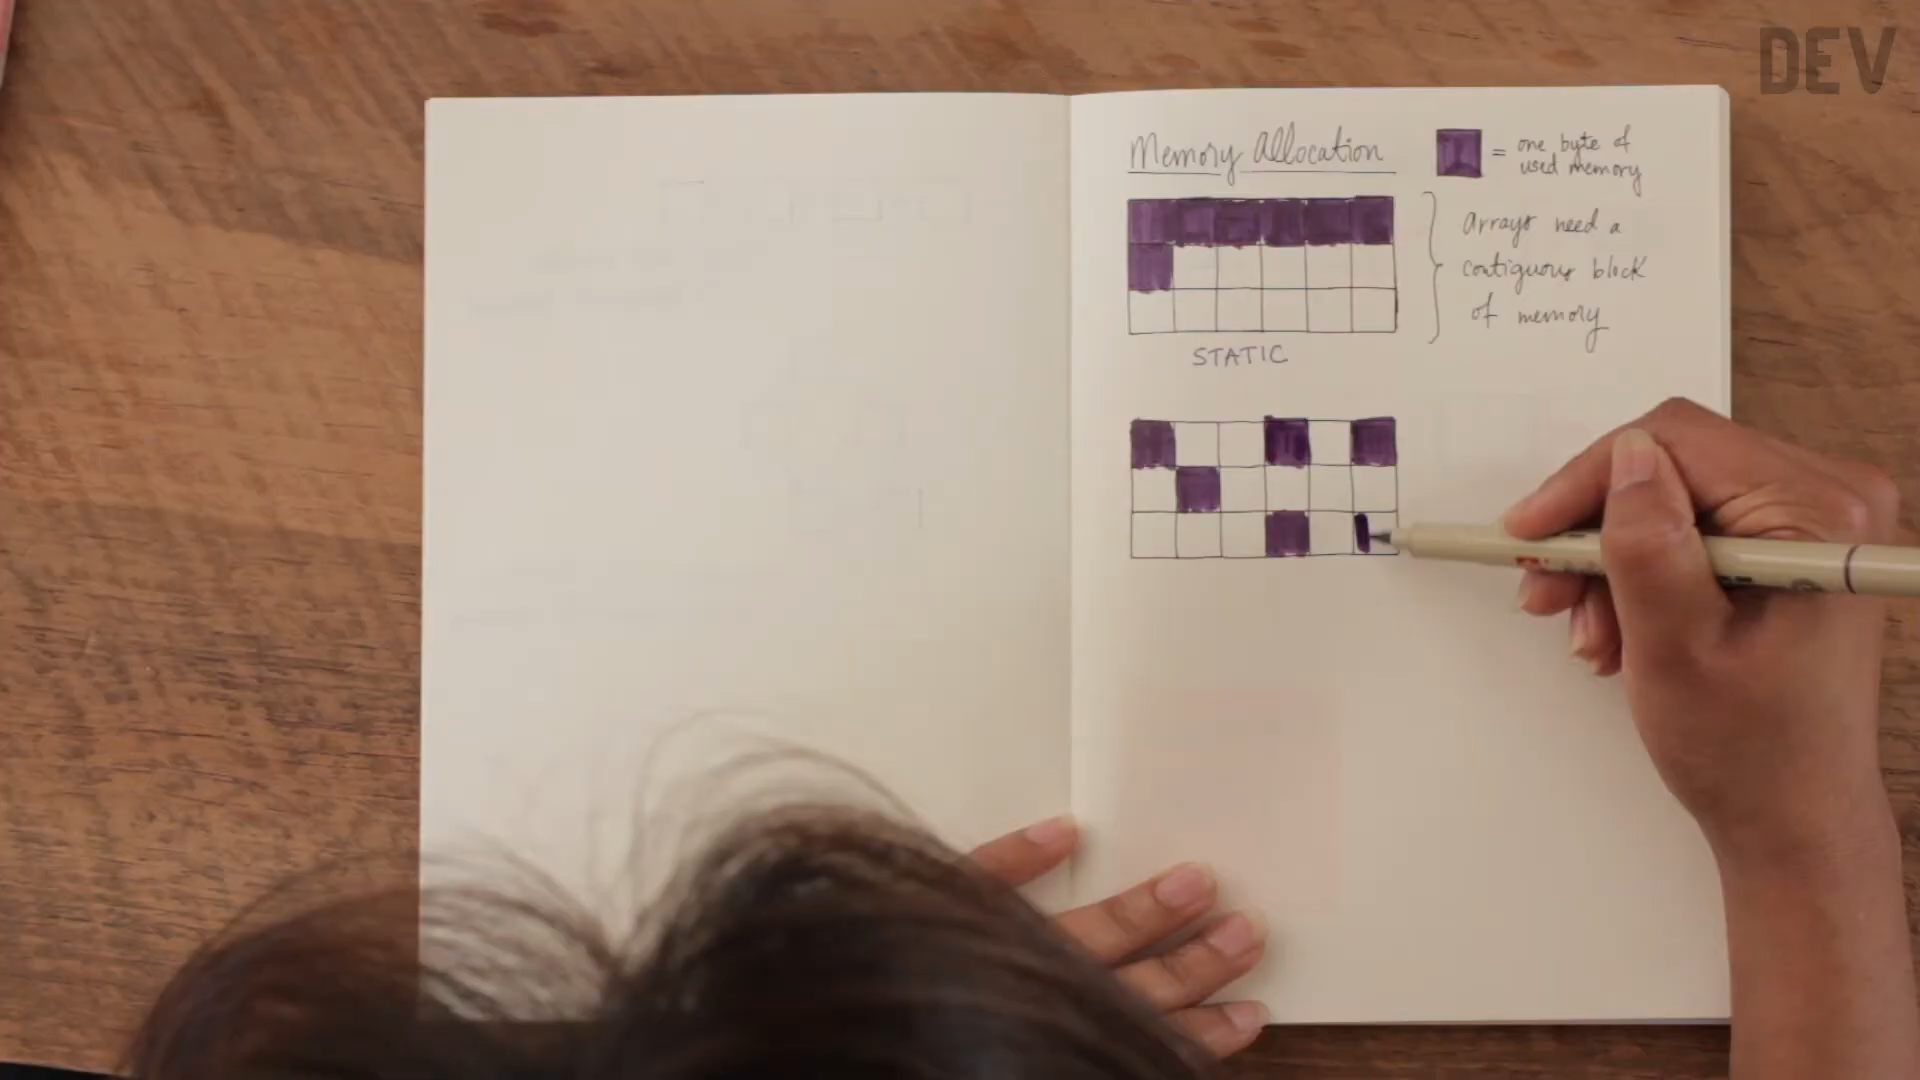 DEV
Memory Allocation
= one byte of
used memory
Arrays need a
contiguous block
of memory
STATIC